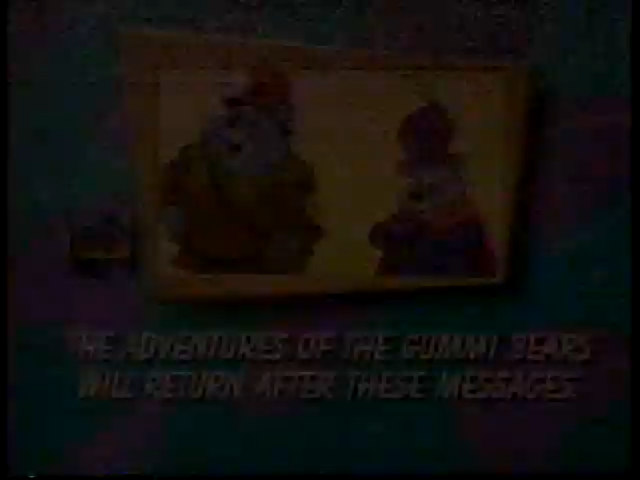 THE ADVENTURES OF THE GUMMI BEARS
WILL RETURN AFTER THESE MESSAGES.